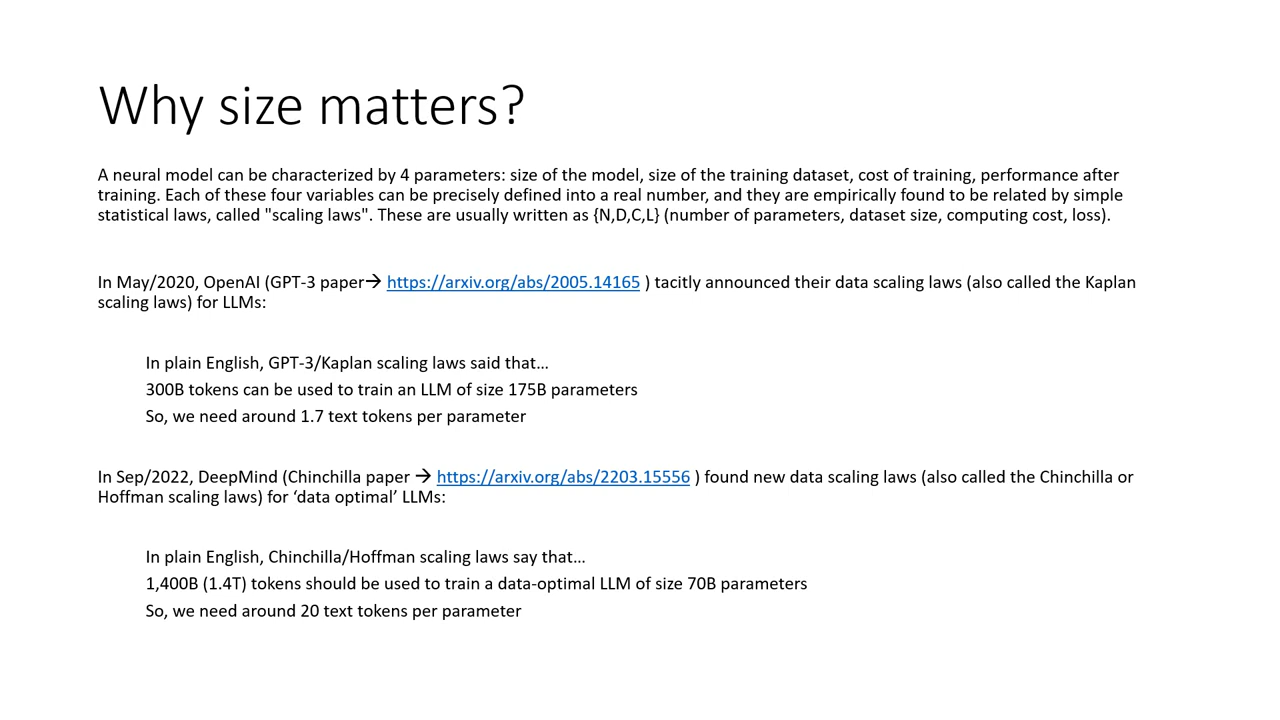 Why size matters?
A neural model can be characterized by 4 parameters: size of the model, size of the training dataset, cost of training, performance after
training. Each of these four variables can be precisely defined into a real number, and they are empirically found to be related by simple
statistical laws, called "scaling laws". These are usually written as {N,D,C,L} (number of parameters, dataset size, computing cost, loss).
In May/2020, OpenAI (GPT-3 paper→ https://arxiv.org/abs/2005.14165 ) tacitly announced their data scaling laws (also called the Kaplan
scaling laws) for LLMs:
In plain English, GPT-3/Kaplan scaling laws said that…
300B tokens can be used to train an LLM of size 175B parameters
So, we need around 1.7 text tokens per parameter
In Sep/2022, DeepMind (Chinchilla paper → https://arxiv.org/abs/2203.15556 ) found new data scaling laws (also called the Chinchilla or
Hoffman scaling laws) for ‘data optimal’ LLMs:
In plain English, Chinchilla/Hoffman scaling laws say that…
1,400B (1.4T) tokens should be used to train a data-optimal LLM of size 70B parameters
So, we need around 20 text tokens per parameter